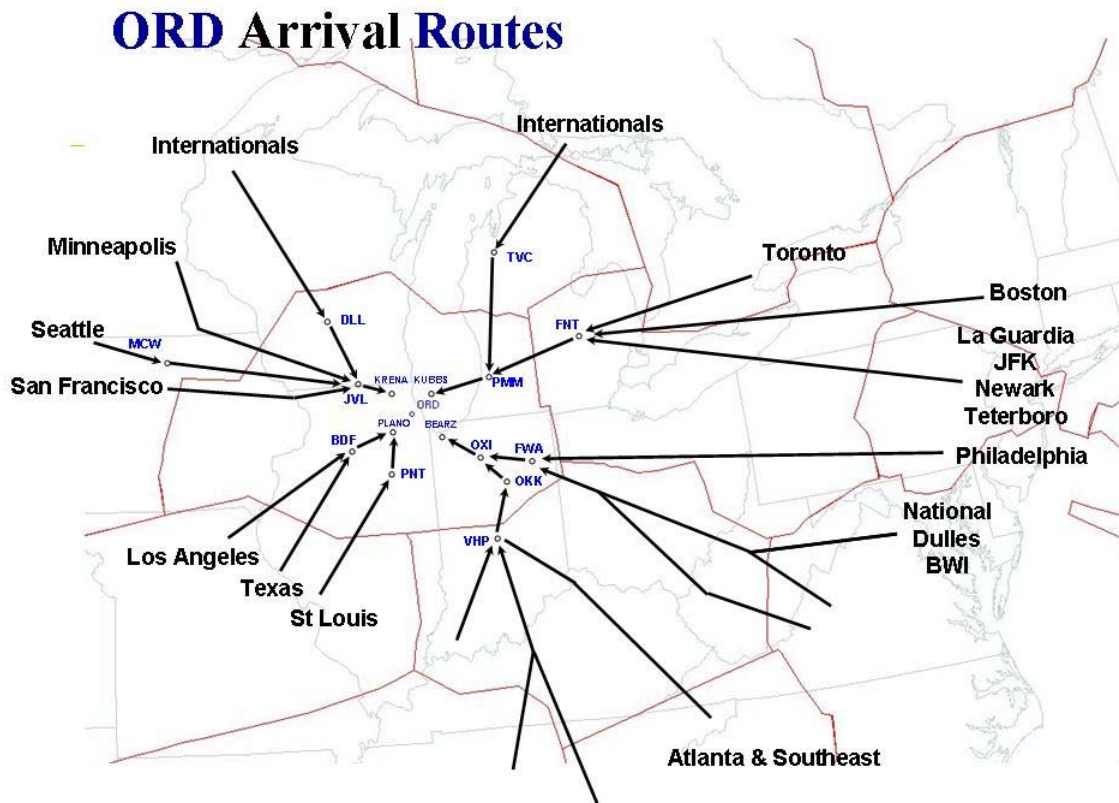 ORD Arrival Routes
Internationals
Internationals
Minneapolis
TVC
Toronto
Boston
DLL
FNT
Seattle
MCW
La Guardia
JFK
Newark
Teterboro
San Francisco
JVL
KRENA KUBBS
PMM
ORD
PLANO
BEARZ
BDF
OXI
FWA
Philadelphia
PNT
OKK
National
Dulles
BWI
VHP
Los Angeles
Texas
St Louis
Atlanta & Southeast